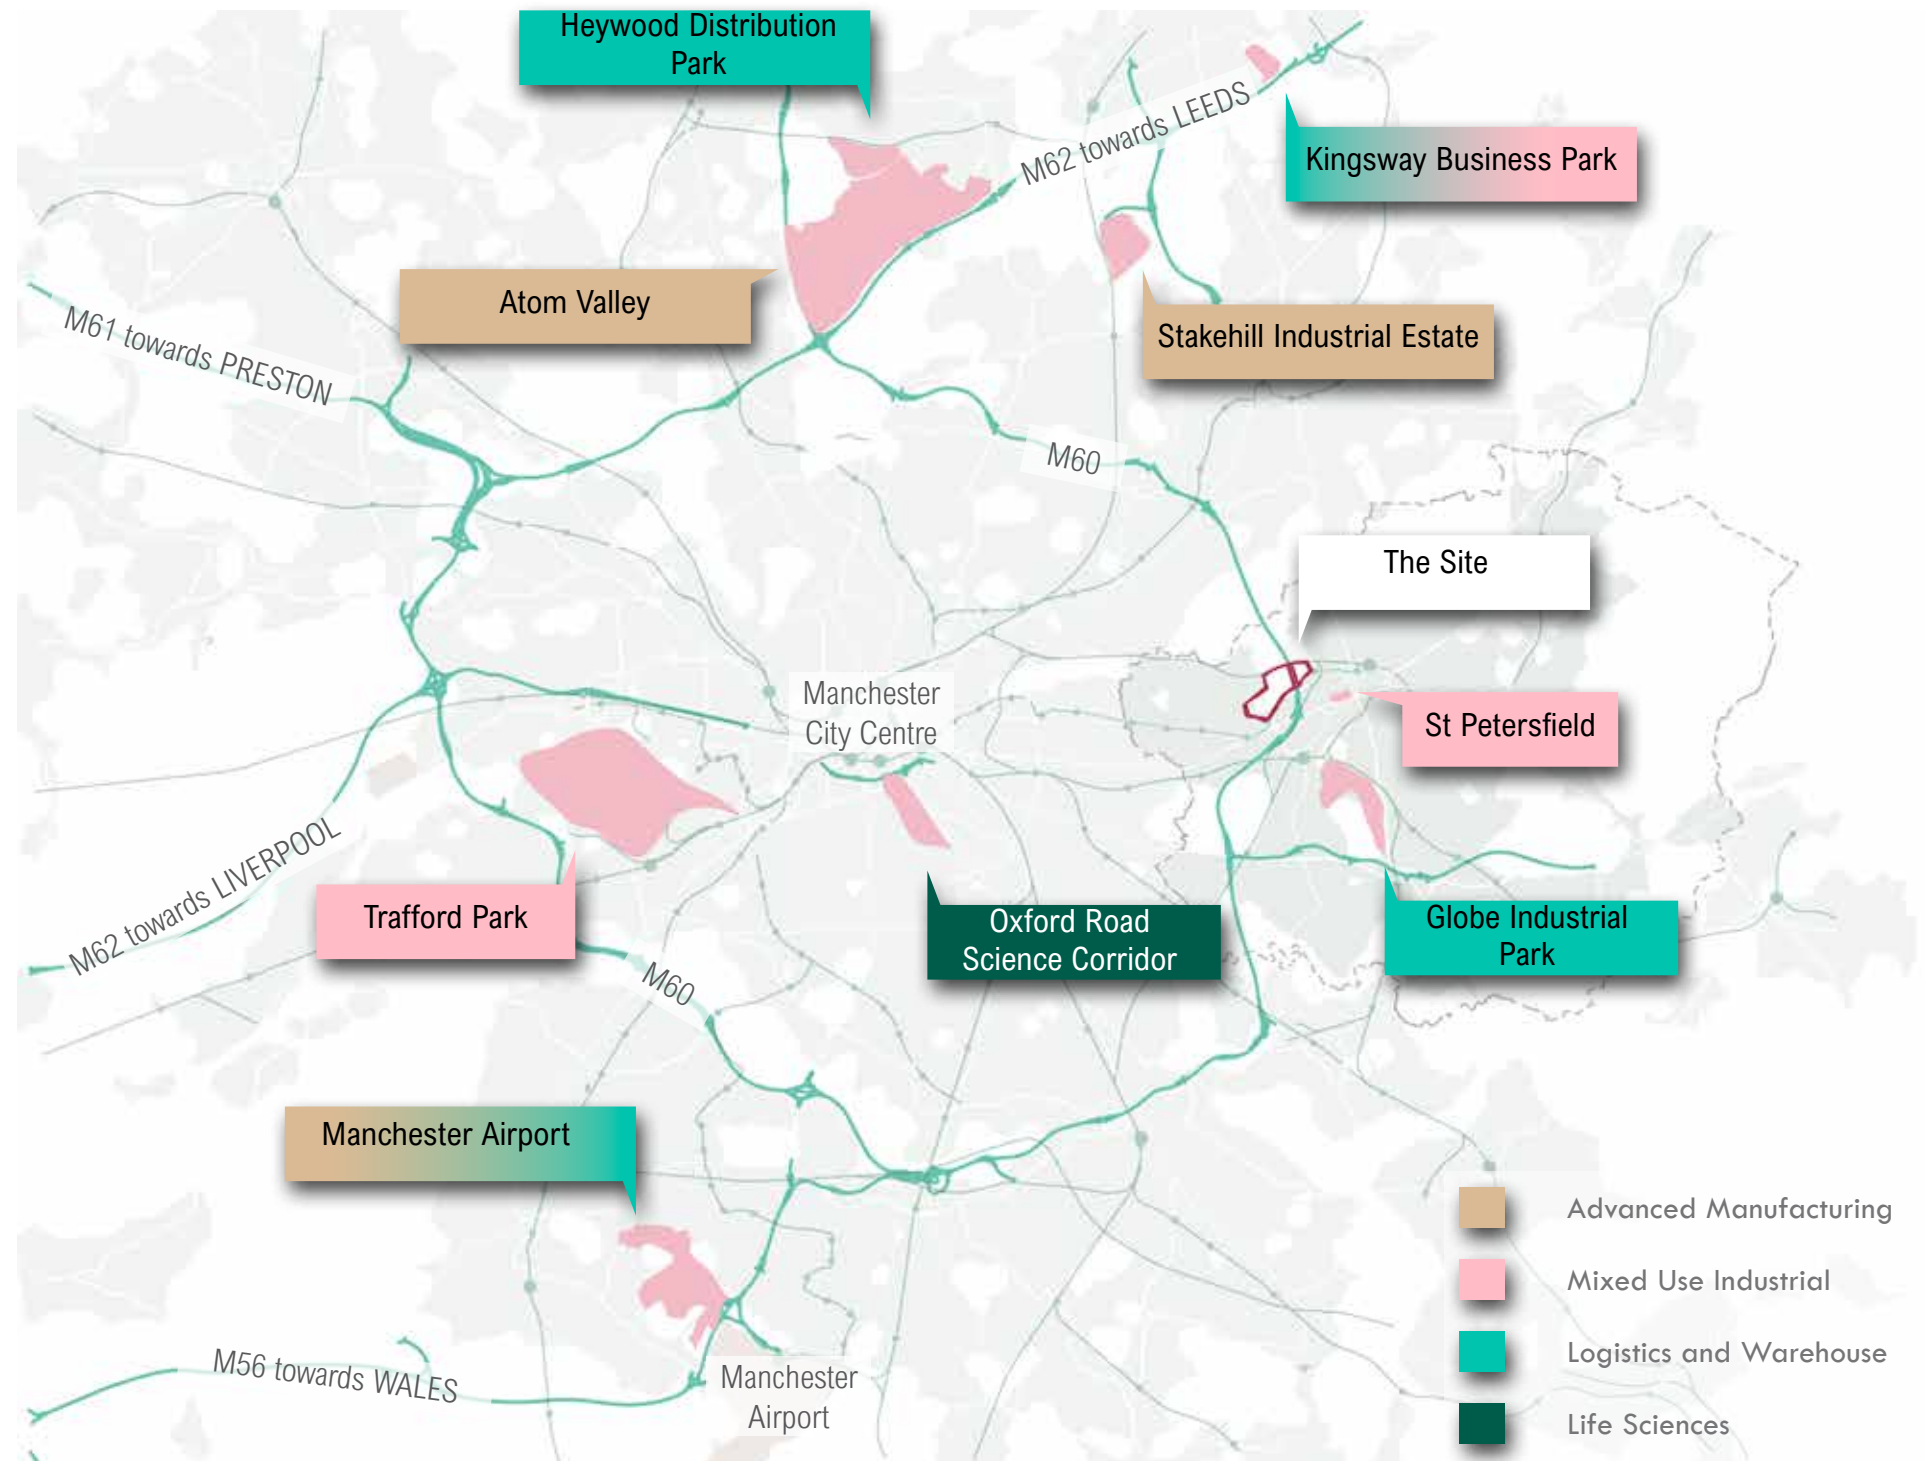 Heywood Distribution
Park
M62 towards LEEDS
Kingsway Business Park
Atom Valley
Stakehill Industrial Estate
M61 towards PRESTON
M60
The Site
Manchester
City Centre
St Petersfield
M62 towards LIVERPOOL
Trafford Park
Oxford Road
Science Corridor
Globe Industrial
Park
M60
Manchester Airport
M56 towards WALES
Manchester
Airport
Advanced Manufacturing
Mixed Use Industrial
Logistics and Warehouse
Life Sciences